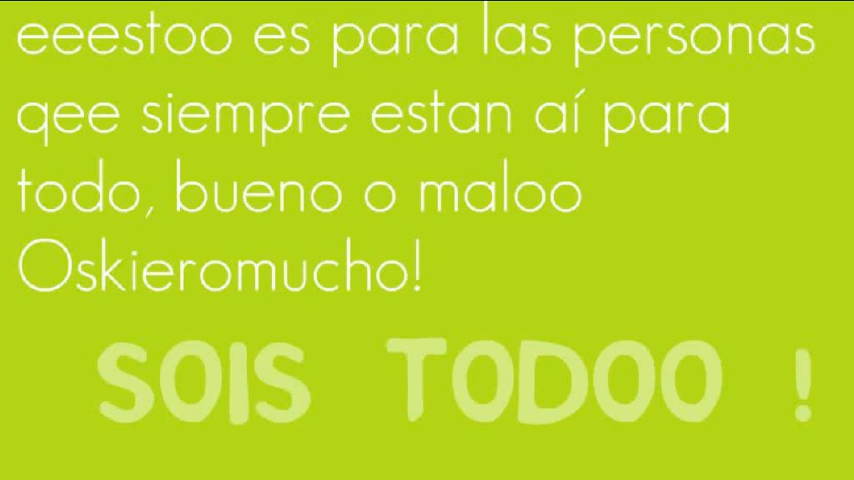 eeestoo es para las personas
qee siempre estan aí para
todo, bueno o maloo
Oskieromucho!
SOIS TODOO !